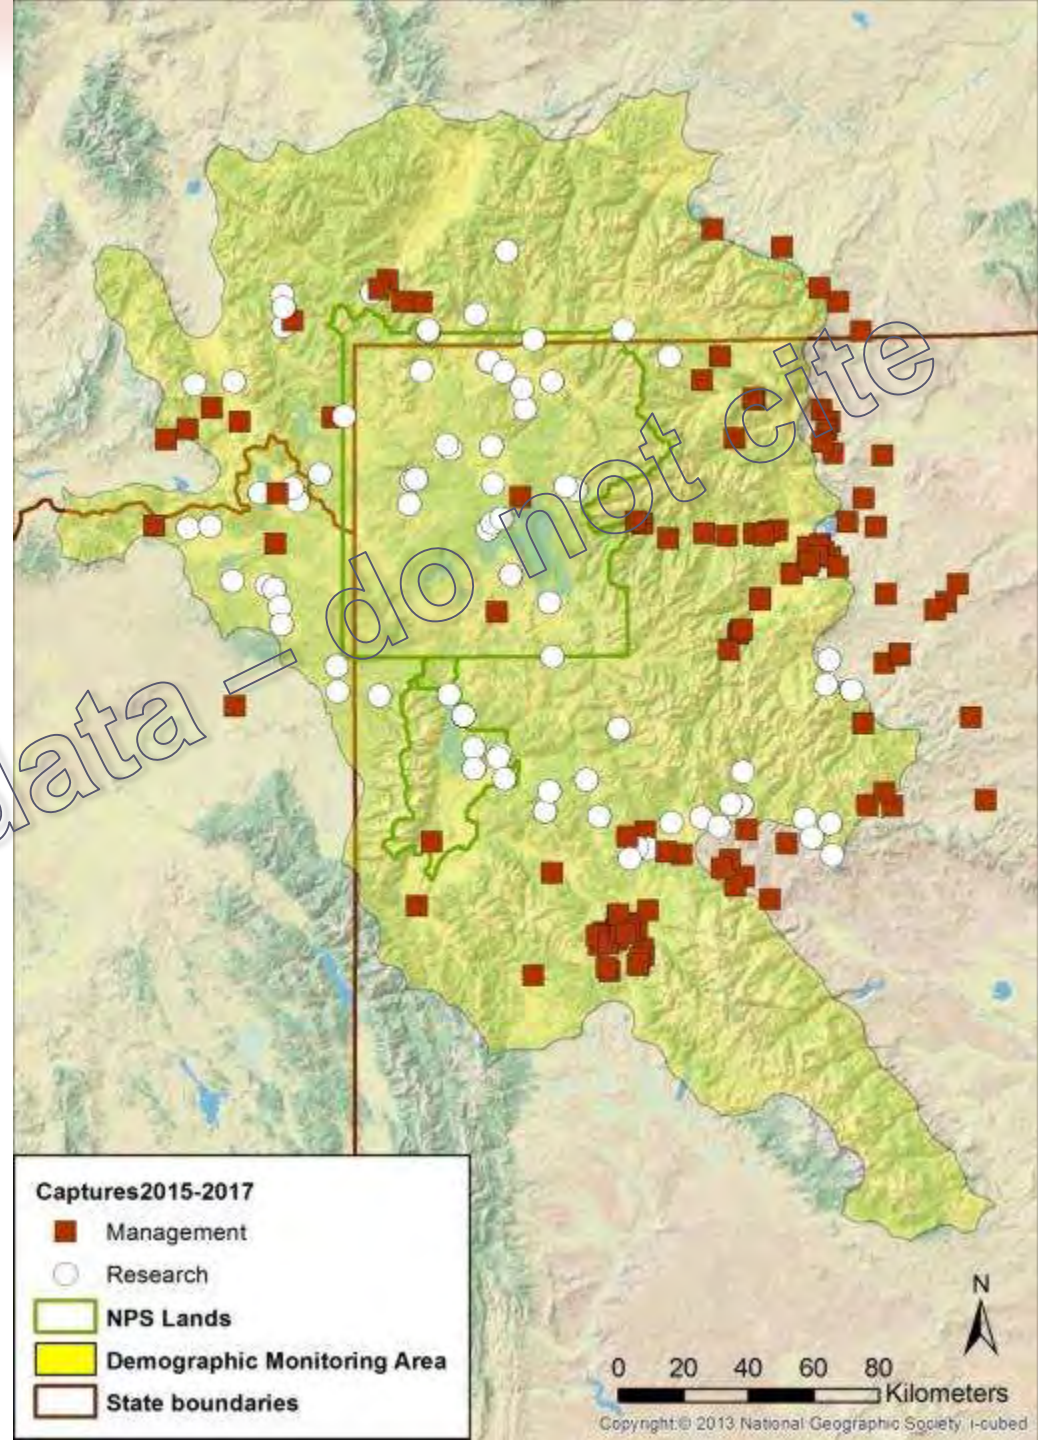 data – do not cite
Captures2015-2017
Management
Research
NPS Lands
Demographic Monitoring Area
State boundaries
N
0 20 40 60 80
Kilometers
Copyright:© 2013 National Geographic Society, i-cubed